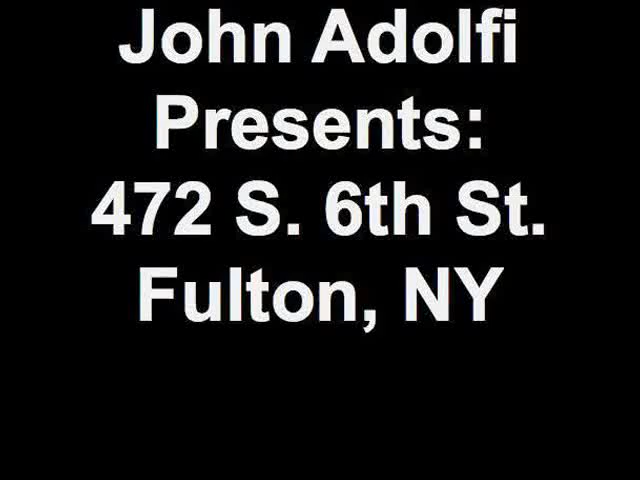 John Adolfi
Presents:
472 S. 6th St.
Fulton, NY